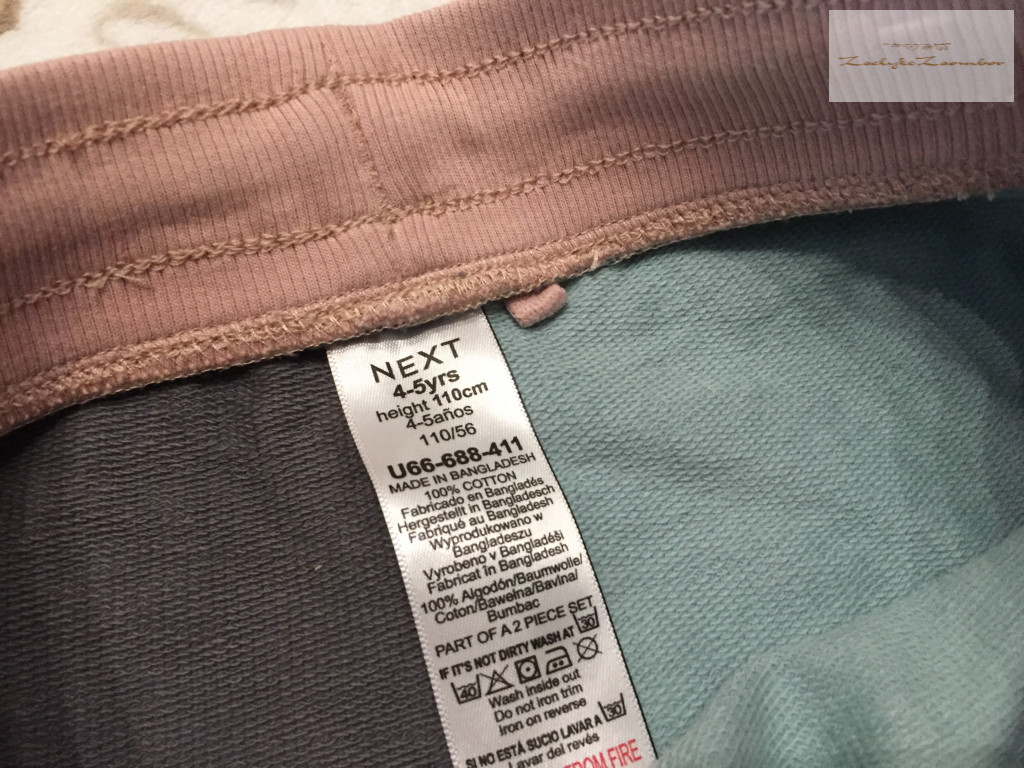 NEXT
4-5yrs
height 110cm
4-5años
110/56
U66-688-411
MADE IN BANGLADESH
100% COTTON
Fabricado en Bangladés
Hergestellt in Bangladesch
Fabriqué au Bangladesh
Wyprodukowano w
Bangladeszu
Vyrobeno v Bangladéši
Fabricat în Bangladesh
100% Algodón/Baumwolle/
Coton/Bawełna/Bavlna/
Bumbac
PART OF A 2 PIECE SET
IF IT'S NOT DIRTY WASH AT 30
40
Wash inside out
Do not iron trim
Iron on reverse
SI NO ESTÁ SUCIO LAVAR A 30
Lavar del revés
FROM FIRE